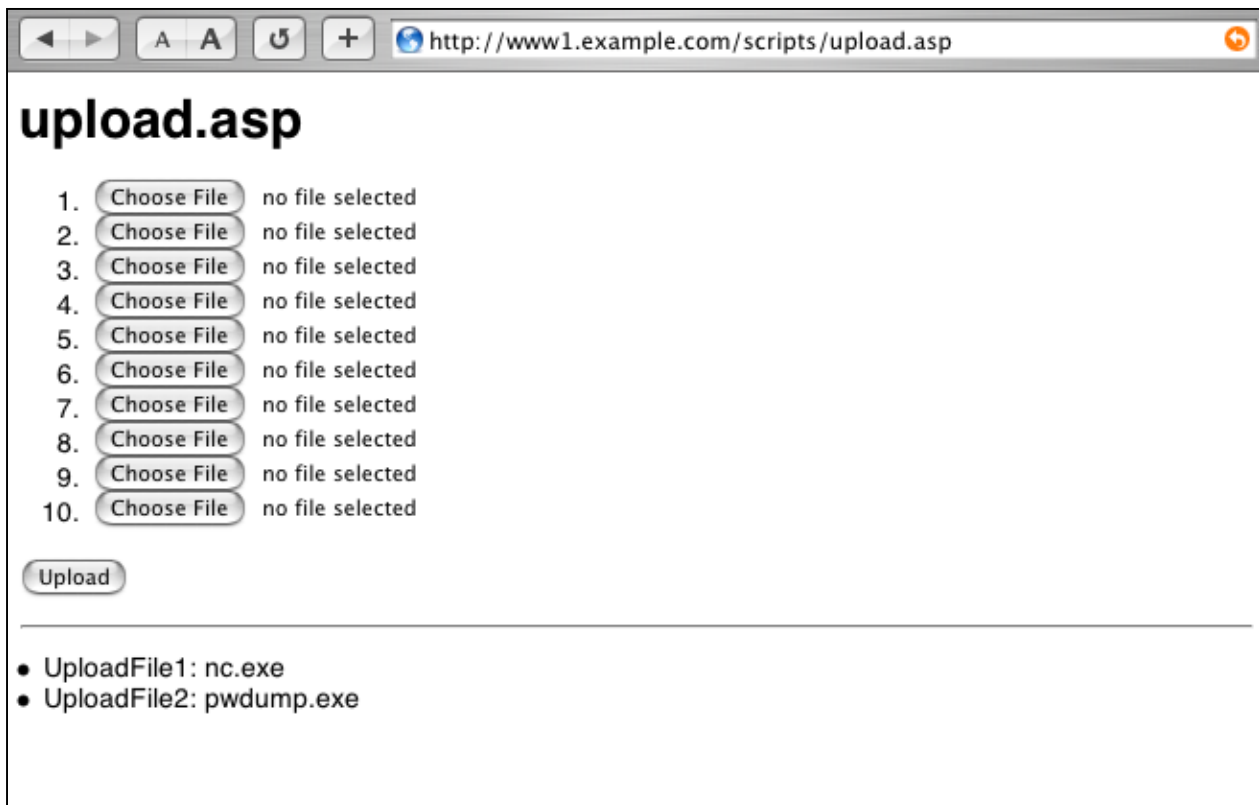 A A + http://www1.example.com/scripts/upload.asp
upload.asp
1. Choose File no file selected
2. Choose File no file selected
3. Choose File no file selected
4. Choose File no file selected
5. Choose File no file selected
6. Choose File no file selected
7. Choose File no file selected
8. Choose File no file selected
9. Choose File no file selected
10. Choose File no file selected
Upload
• UploadFile1: nc.exe
• UploadFile2: pwdump.exe